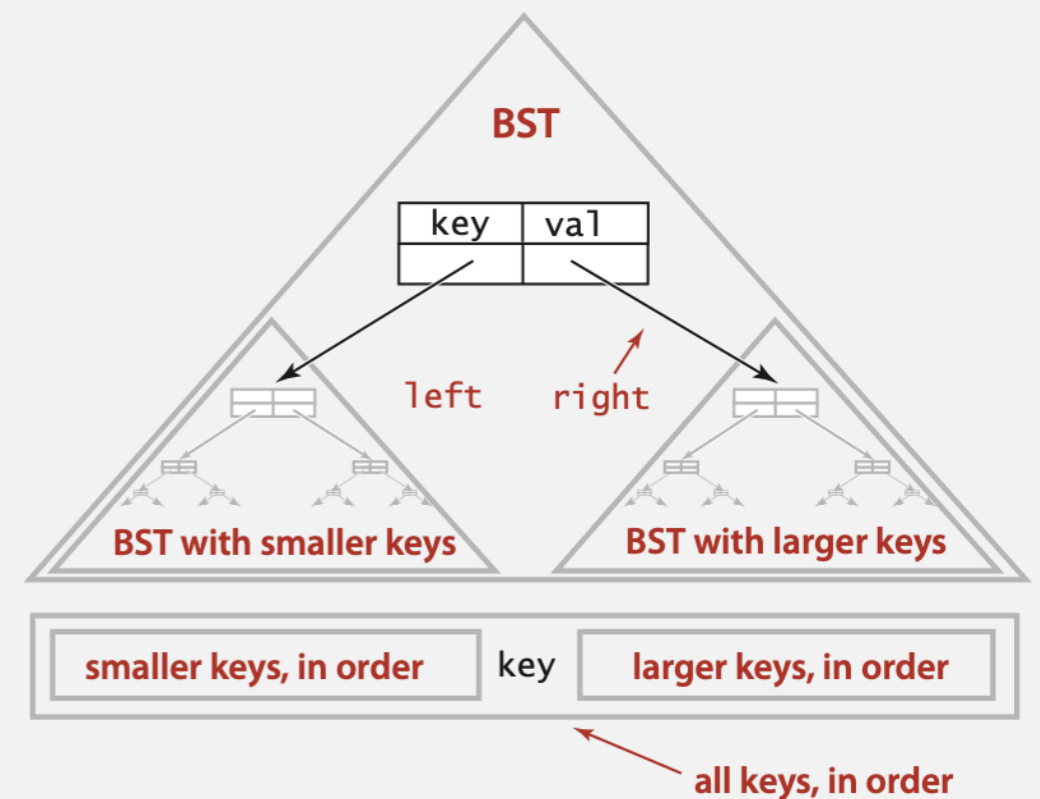 BST
key val
left right
BST with smaller keys BST with larger keys
smaller keys, in order key larger keys, in order
all keys, in order